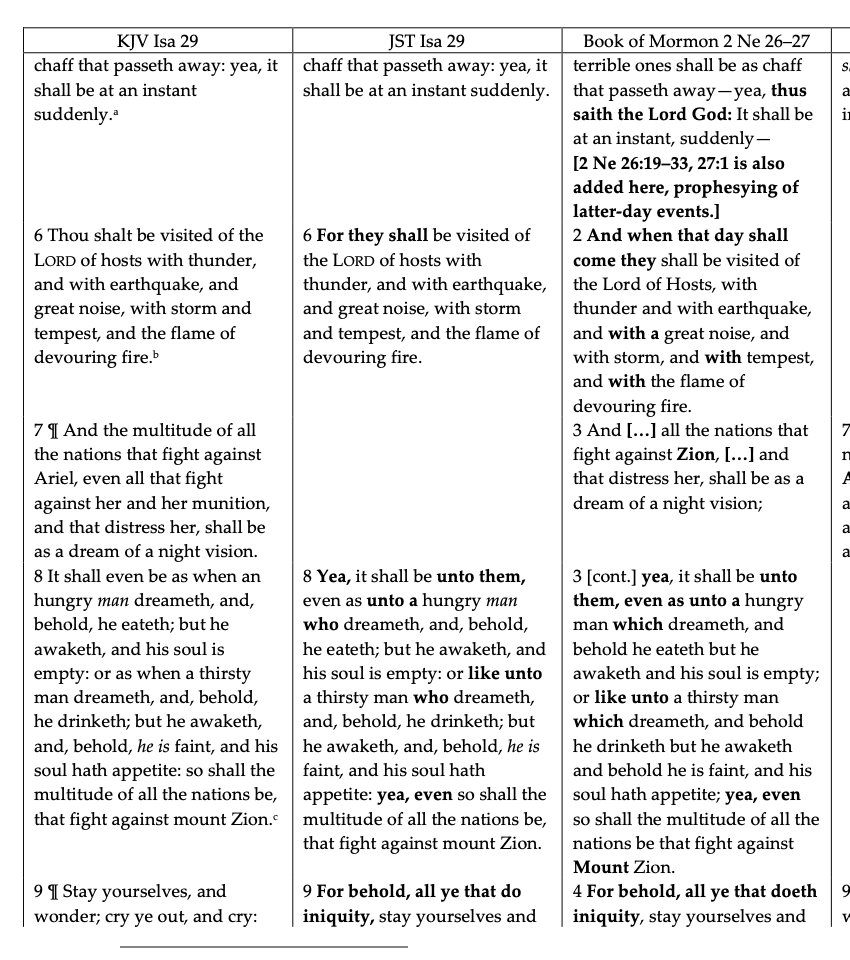 KJV Isa 29
chaff that passeth away: yea, it
shall be at an instant
suddenly.ᵃ
6 Thou shalt be visited of the
LORD of hosts with thunder,
and with earthquake, and
great noise, with storm and
tempest, and the flame of
devouring fire.ᵇ
7 ¶ And the multitude of all
the nations that fight against
Ariel, even all that fight
against her and her munition,
and that distress her, shall be
as a dream of a night vision.
8 It shall even be as when an
hungry man dreameth, and,
behold, he eateth; but he
awaketh, and his soul is
empty: or as when a thirsty
man dreameth, and, behold,
he drinketh; but he awaketh,
and, behold, he is faint, and his
soul hath appetite: so shall the
multitude of all the nations be,
that fight against mount Zion.ᶜ
9 ¶ Stay yourselves, and
wonder; cry ye out, and cry:
JST Isa 29
chaff that passeth away: yea, it
shall be at an instant suddenly.
6 For they shall be visited of
the LORD of hosts with
thunder, and with earthquake,
and great noise, with storm
and tempest, and the flame of
devouring fire.
8 Yea, it shall be unto them,
even as unto a hungry man
who dreameth, and, behold,
he eateth; but he awaketh, and
his soul is empty: or like unto
a thirsty man who dreameth,
and, behold, he drinketh; but
he awaketh, and, behold, he is
faint, and his soul hath
appetite: yea, even so shall the
multitude of all the nations be,
that fight against mount Zion.
9 For behold, all ye that do
iniquity, stay yourselves and
Book of Mormon 2 Ne 26–27
terrible ones shall be as chaff
that passeth away—yea, thus
saith the Lord God: It shall be
at an instant, suddenly—
[2 Ne 26:19–33, 27:1 is also
added here, prophesying of
latter-day events.]
2 And when that day shall
come they shall be visited of
the Lord of Hosts, with
thunder and with earthquake,
and with a great noise, and
with storm, and with tempest,
and with the flame of
devouring fire.
3 And […] all the nations that
fight against Zion, […] and
that distress her, shall be as a
dream of a night vision;
3 [cont.] yea, it shall be unto
them, even as unto a hungry
man which dreameth, and
behold he eateth but he
awaketh and his soul is empty;
or like unto a thirsty man
which dreameth, and behold
he drinketh but he awaketh
and behold he is faint, and his
soul hath appetite; yea, even
so shall the multitude of all the
nations be that fight against
Mount Zion.
4 For behold, all ye that doeth
iniquity, stay yourselves and